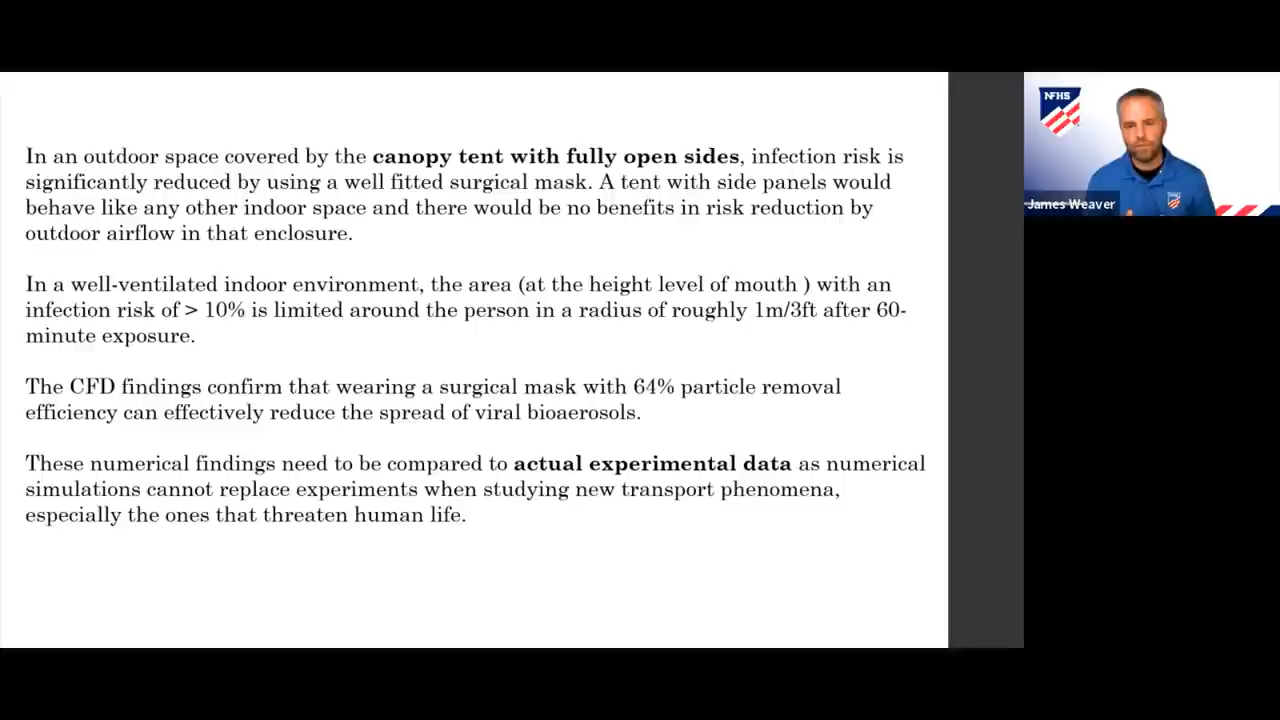 In an outdoor space covered by the canopy tent with fully open sides, infection risk is
significantly reduced by using a well fitted surgical mask. A tent with side panels would
behave like any other indoor space and there would be no benefits in risk reduction by
outdoor airflow in that enclosure.
In a well-ventilated indoor environment, the area (at the height level of mouth ) with an
infection risk of > 10% is limited around the person in a radius of roughly 1m/3ft after 60-
minute exposure.
The CFD findings confirm that wearing a surgical mask with 64% particle removal
efficiency can effectively reduce the spread of viral bioaerosols.
These numerical findings need to be compared to actual experimental data as numerical
simulations cannot replace experiments when studying new transport phenomena,
especially the ones that threaten human life.
NFHS
James Weaver